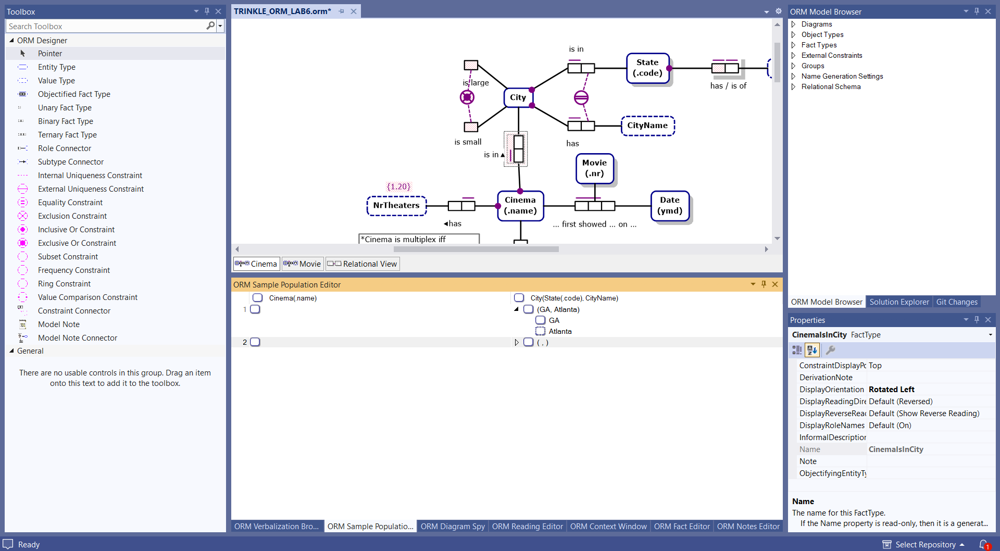 Toolbox
Search Toolbox
ORM Designer
Pointer
Entity Type
Value Type
Objectified Fact Type
Unary Fact Type
Binary Fact Type
Ternary Fact Type
Role Connector
Subtype Connector
Internal Uniqueness Constraint
External Uniqueness Constraint
Equality Constraint
Exclusion Constraint
Inclusive Or Constraint
Exclusive Or Constraint
Subset Constraint
Frequency Constraint
Ring Constraint
Value Comparison Constraint
Constraint Connector
Model Note
Model Note Connector
General
There are no usable controls in this group. Drag an item
onto this text to add it to the toolbox.
TRINKLE_ORM_LAB6.orm*
is in
State
(.code)
is large
has / is of
City
CityName
is small
has
is in
Movie
(.nr)
{1..20}
NrTheaters
Cinema
(.name)
Date
(ymd)
has
... first showed ... on ...
*Cinema is multiplex iff
Cinema
Movie
Relational View
ORM Sample Population Editor
Cinema(.name)
City(State(.code), CityName)
1
(GA, Atlanta)
GA
Atlanta
2
( , )
ORM Verbalization Bro...
ORM Sample Populatio...
ORM Diagram Spy
ORM Reading Editor
ORM Context Window
ORM Fact Editor
ORM Notes Editor
ORM Model Browser
Diagrams
Object Types
Fact Types
External Constraints
Groups
Name Generation Settings
Relational Schema
ORM Model Browser
Solution Explorer
Git Changes
Properties
CinemaIsInCity FactType
ConstraintDisplayPo Top
DerivationNote
DisplayOrientation Rotated Left
DisplayReadingDire Default (Reversed)
DisplayReverseRead Default (Show Reverse Reading)
DisplayRoleNames Default (On)
InformalDescription
Name CinemaIsInCity
Note
ObjectifyingEntityTy
Name
The name for this FactType.
If the Name property is read-only, then it is a generat...
Ready
Select Repository
1